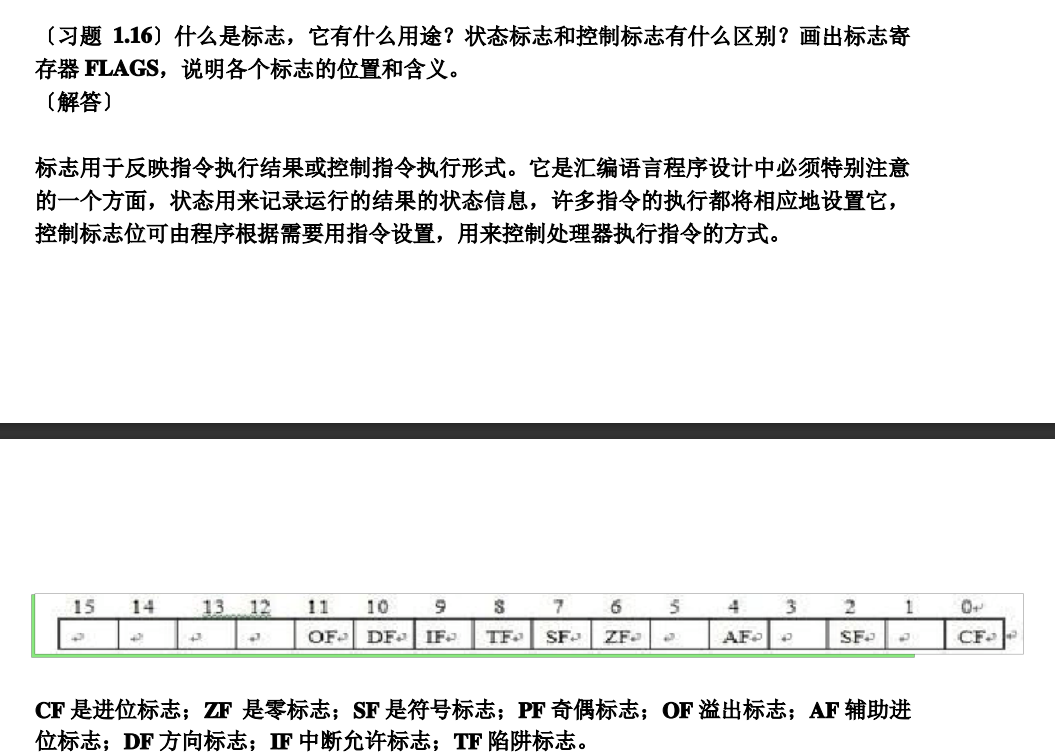 〔习题 1.16〕什么是标志，它有什么用途？状态标志和控制标志有什么区别？画出标志寄
存器 FLAGS，说明各个标志的位置和含义。
〔解答〕
标志用于反映指令执行结果或控制指令执行形式。它是汇编语言程序设计中必须特别注意
的一个方面，状态用来记录运行的结果的状态信息，许多指令的执行都将相应地设置它，
控制标志位可由程序根据需要用指令设置，用来控制处理器执行指令的方式。
15 14 13 12 11 10 9 8 7 6 5 4 3 2 1 0
OF DF IF TF SF ZF AF SF CF
CF 是进位标志；ZF 是零标志；SF 是符号标志；PF 奇偶标志；OF 溢出标志；AF 辅助进
位标志；DF 方向标志；IF 中断允许标志；TF 陷阱标志。